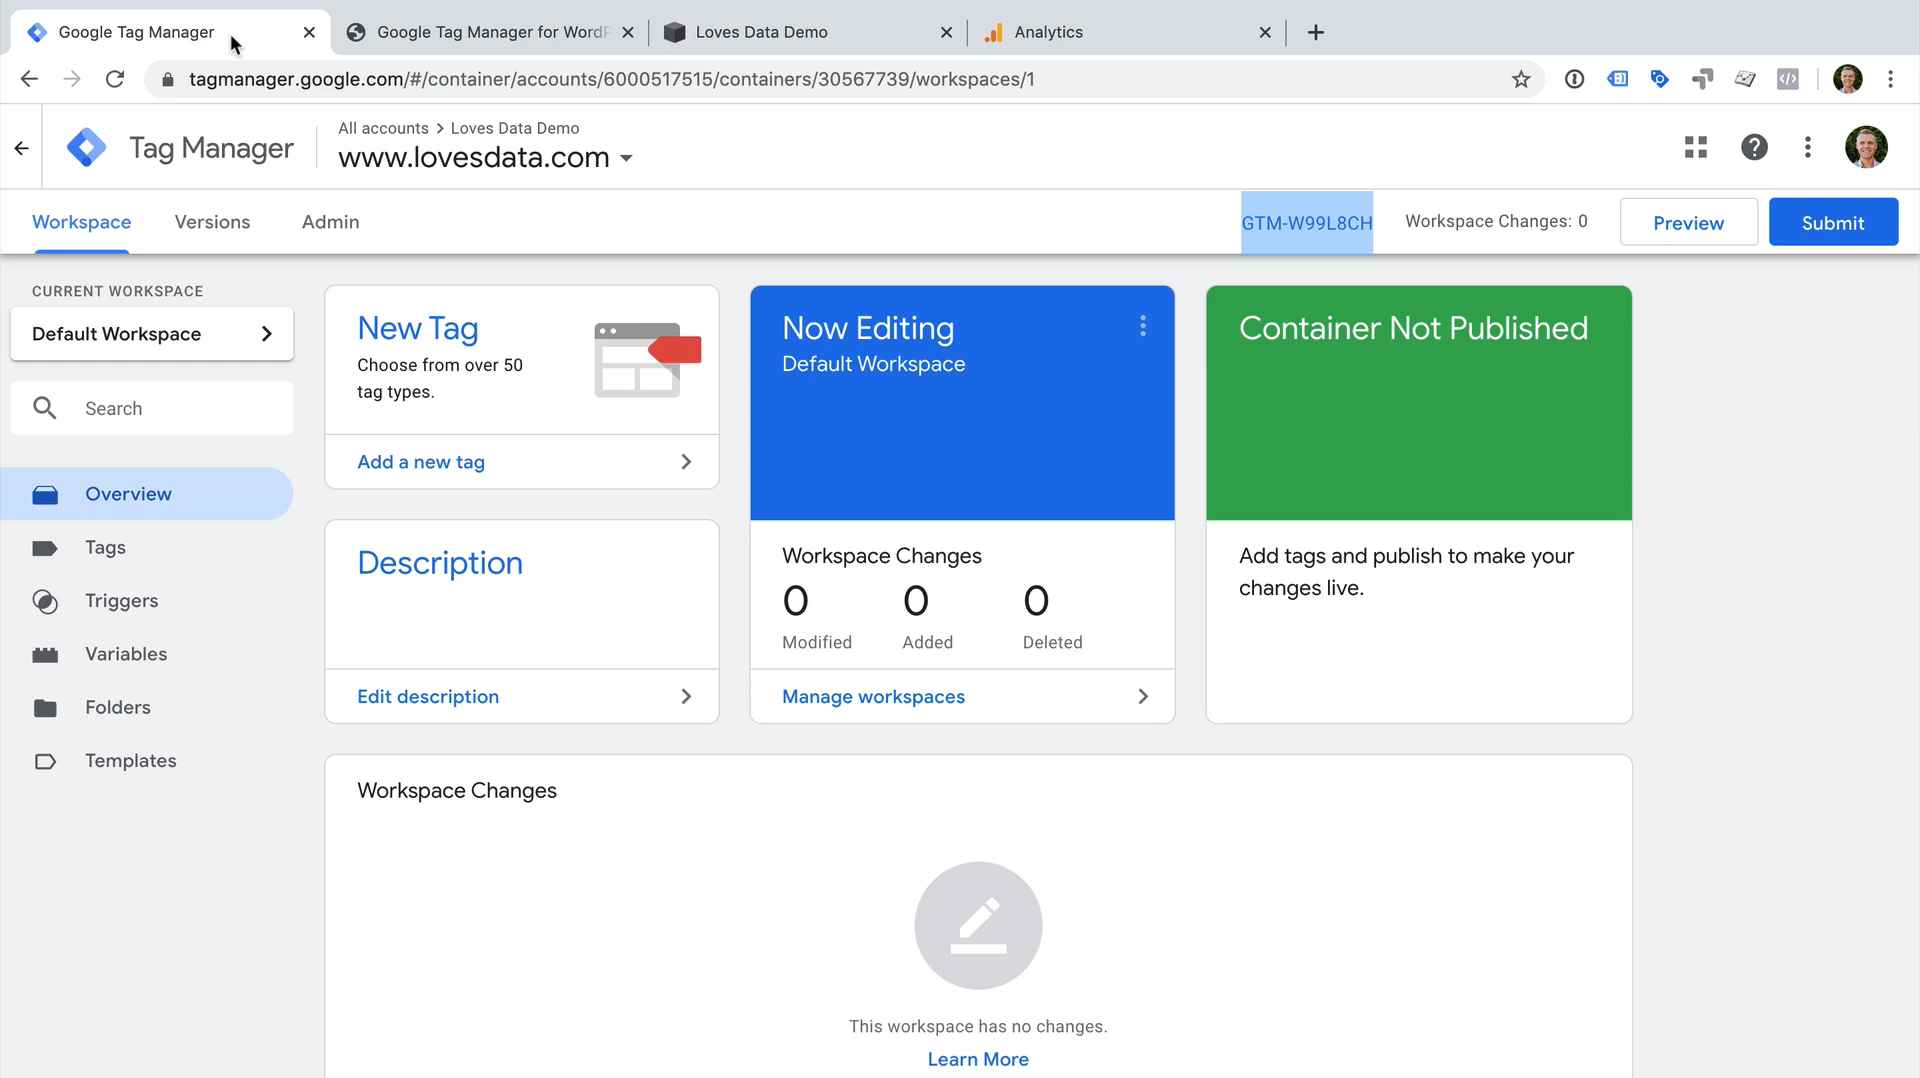 Google Tag Manager
Google Tag Manager for WordP
Loves Data Demo
Analytics
tagmanager.google.com/#/container/accounts/6000517515/containers/30567739/workspaces/1
Tag Manager
All accounts > Loves Data Demo
www.lovesdata.com
Workspace
Versions
Admin
GTM-W99L8CH
Workspace Changes: 0
Preview
Submit
CURRENT WORKSPACE
Default Workspace
Search
Overview
Tags
Triggers
Variables
Folders
Templates
New Tag
Choose from over 50
tag types.
Add a new tag
Description
Edit description
Now Editing
Default Workspace
Workspace Changes
0 0 0
Modified Added Deleted
Manage workspaces
Container Not Published
Add tags and publish to make your
changes live.
Workspace Changes
This workspace has no changes.
Learn More